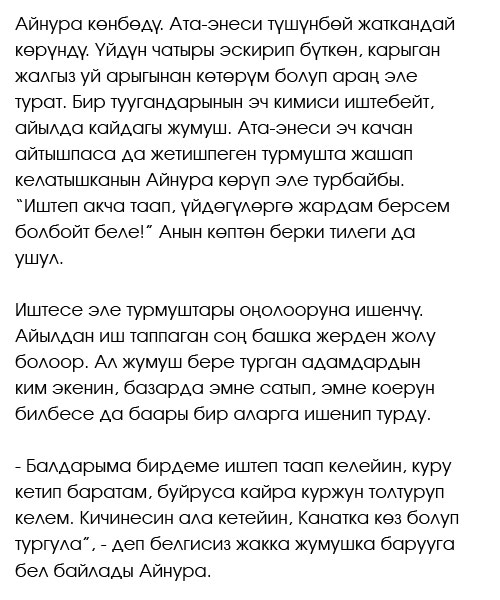 Айнура көнбөдү. Ата-энеси түшүнбөй жаткандай
көрүндү. Үйдүн чатыры эскирип бүткөн, карыган
жалгыз уй арыгынан көтөрүм болуп араң эле
турат. Бир туугандарынын эч кимиси иштебейт,
айылда кайдагы жумуш. Ата-энеси эч качан
айтышпаса да жетишпеген турмушта жашап
келатышканын Айнура көрүп эле турбайбы.
“Иштеп акча таап, үйдөгүлөргө жардам берсем
болбойт беле!” Анын көптөн берки тилеги да
ушул.

Иштесе эле турмуштары оңолооруна ишенчү.
Айылдан иш таппаган соң башка жерден жолу
болоор. Ал жумуш бере турган адамдардын
ким экенин, базарда эмне сатып, эмне коерун
билбесе да баары бир аларга ишенип турду.

- Балдарыма бирдеме иштеп таап келейин, куру
кетип баратам, буйруса кайра куржун толтуруп
келем. Кичинесин ала кетейин, Канатка көз болуп
тургула”, - деп белгисиз жакка жумушка барууга
бел байлады Айнура.